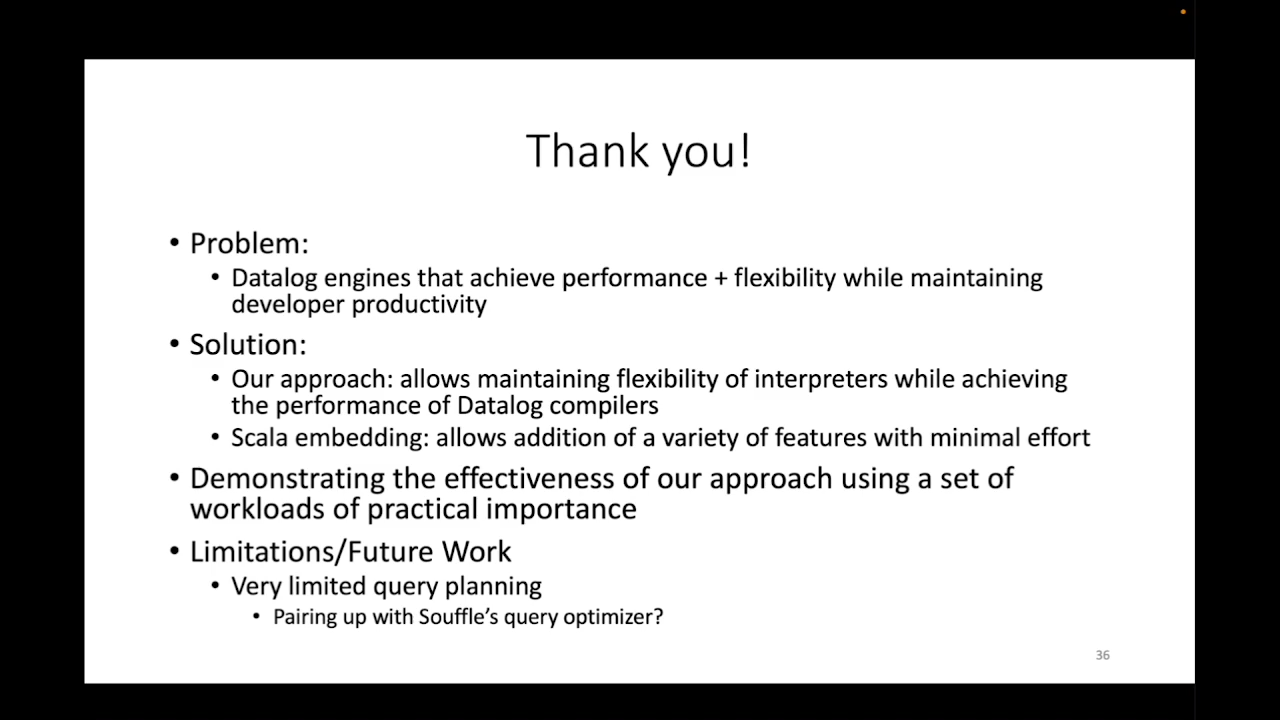 Thank you!
• Problem:
• Datalog engines that achieve performance + flexibility while maintaining
developer productivity
• Solution:
• Our approach: allows maintaining flexibility of interpreters while achieving
the performance of Datalog compilers
• Scala embedding: allows addition of a variety of features with minimal effort
• Demonstrating the effectiveness of our approach using a set of
workloads of practical importance
• Limitations/Future Work
• Very limited query planning
• Pairing up with Souffle’s query optimizer?
36